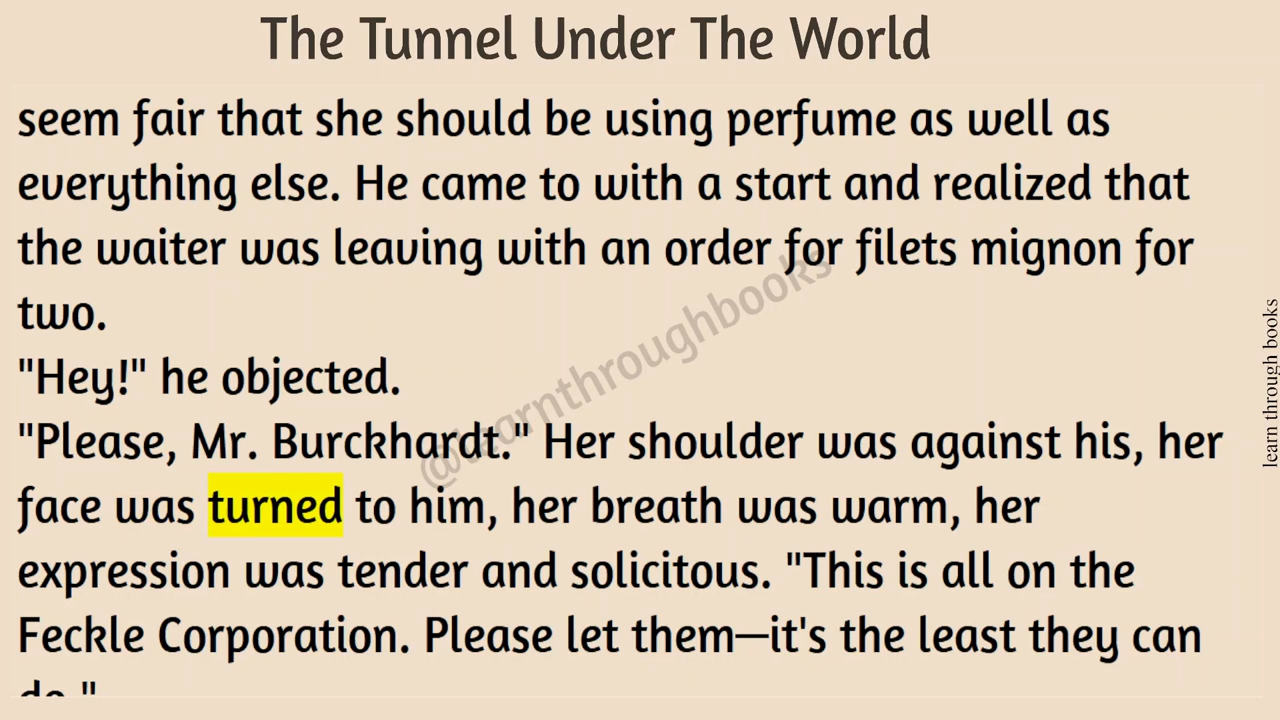 The Tunnel Under The World
seem fair that she should be using perfume as well as
everything else. He came to with a start and realized that
the waiter was leaving with an order for filets mignon for
two.
"Hey!" he objected.
"Please, Mr. Burckhardt." Her shoulder was against his, her
face was turned to him, her breath was warm, her
expression was tender and solicitous. "This is all on the
Feckle Corporation. Please let them—it's the least they can
do."
@learnthroughbooks
learn through books